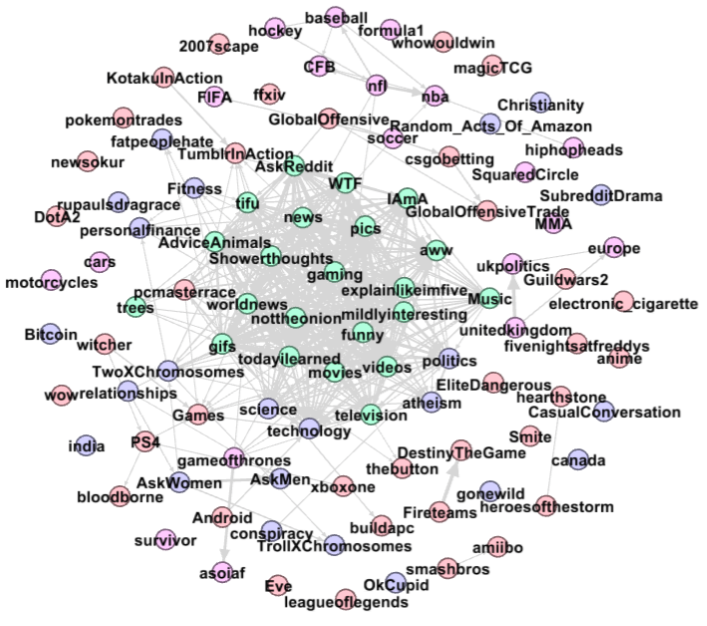 baseball
hockey
formula1
2007scape
whowouldwin
CFB
magicTCG
KotakuInAction
nfl
FIFA
ffxiv
nba
Christianity
pokemontrades
GlobalOffensive
Random_Acts_Of_Amazon
fatpeoplehate
soccer
TumblrInAction
hiphopheads
newsokur
AskReddit
csgobetting
SquaredCircle
Fitness
WTF
rupaulsdragrace
tifu
IAmA
SubredditDrama
DotA2
news
GlobalOffensiveTrade
personalfinance
pics
MMA
AdviceAnimals
aww
europe
cars
Showerthoughts
ukpolitics
motorcycles
gaming
Guildwars2
pcmasterrace
explainlikeimfive
Music
electronic_cigarette
trees
worldnews
nottheonion
mildlyinteresting
unitedkingdom
Bitcoin
witcher
gifs
funny
fivenightsatfreddys
todayilearned
politics
anime
TwoXChromosomes
movies
videos
wow
relationships
EliteDangerous
hearthstone
Games
science
television
atheism
CasualConversation
india
PS4
technology
Smite
gameofthrones
DestinyTheGame
canada
thebutton
bloodborne
AskWomen
AskMen
xboxone
gonewild
heroesofthestorm
Android
Fireteams
conspiracy
buildapc
survivor
TrollXChromosomes
amiibo
asoiaf
smashbros
Eve
OkCupid
leagueoflegends